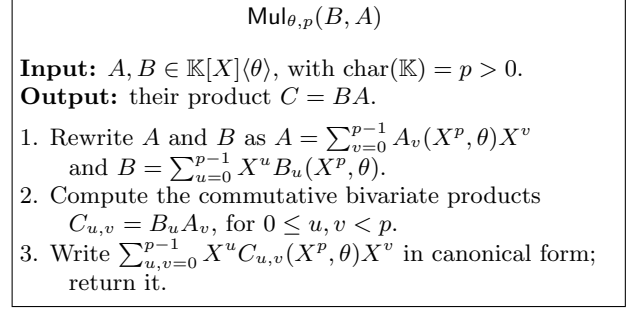 Mul_{θ,p}(B, A)
Input: A, B ∈ 𝕂[X]⟨θ⟩, with char(𝕂) = p > 0.
Output: their product C = BA.
1. Rewrite A and B as A = ∑_{v=0}^{p−1} A_v(X^p, θ)X^v
and B = ∑_{u=0}^{p−1} X^u B_u(X^p, θ).
2. Compute the commutative bivariate products
C_{u,v} = B_u A_v, for 0 ≤ u, v < p.
3. Write ∑_{u,v=0}^{p−1} X^u C_{u,v}(X^p, θ)X^v in canonical form;
return it.